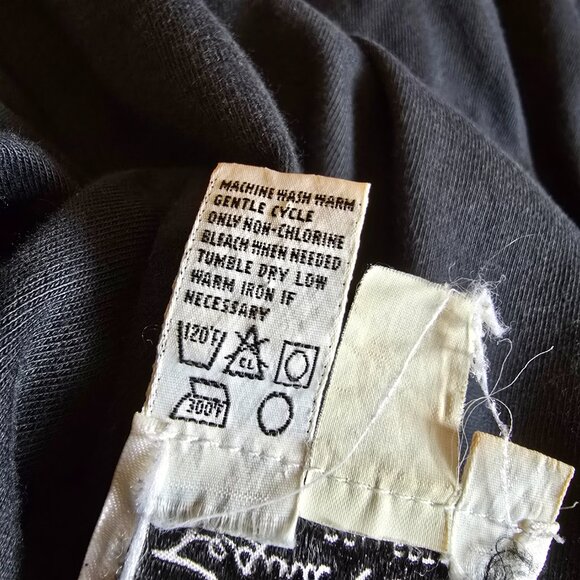 MACHINE WASH WARM
GENTLE CYCLE
ONLY NON-CHLORINE
BLEACH WHEN NEEDED
TUMBLE DRY LOW
WARM IRON IF
NECESSARY
120°F CL
300°F